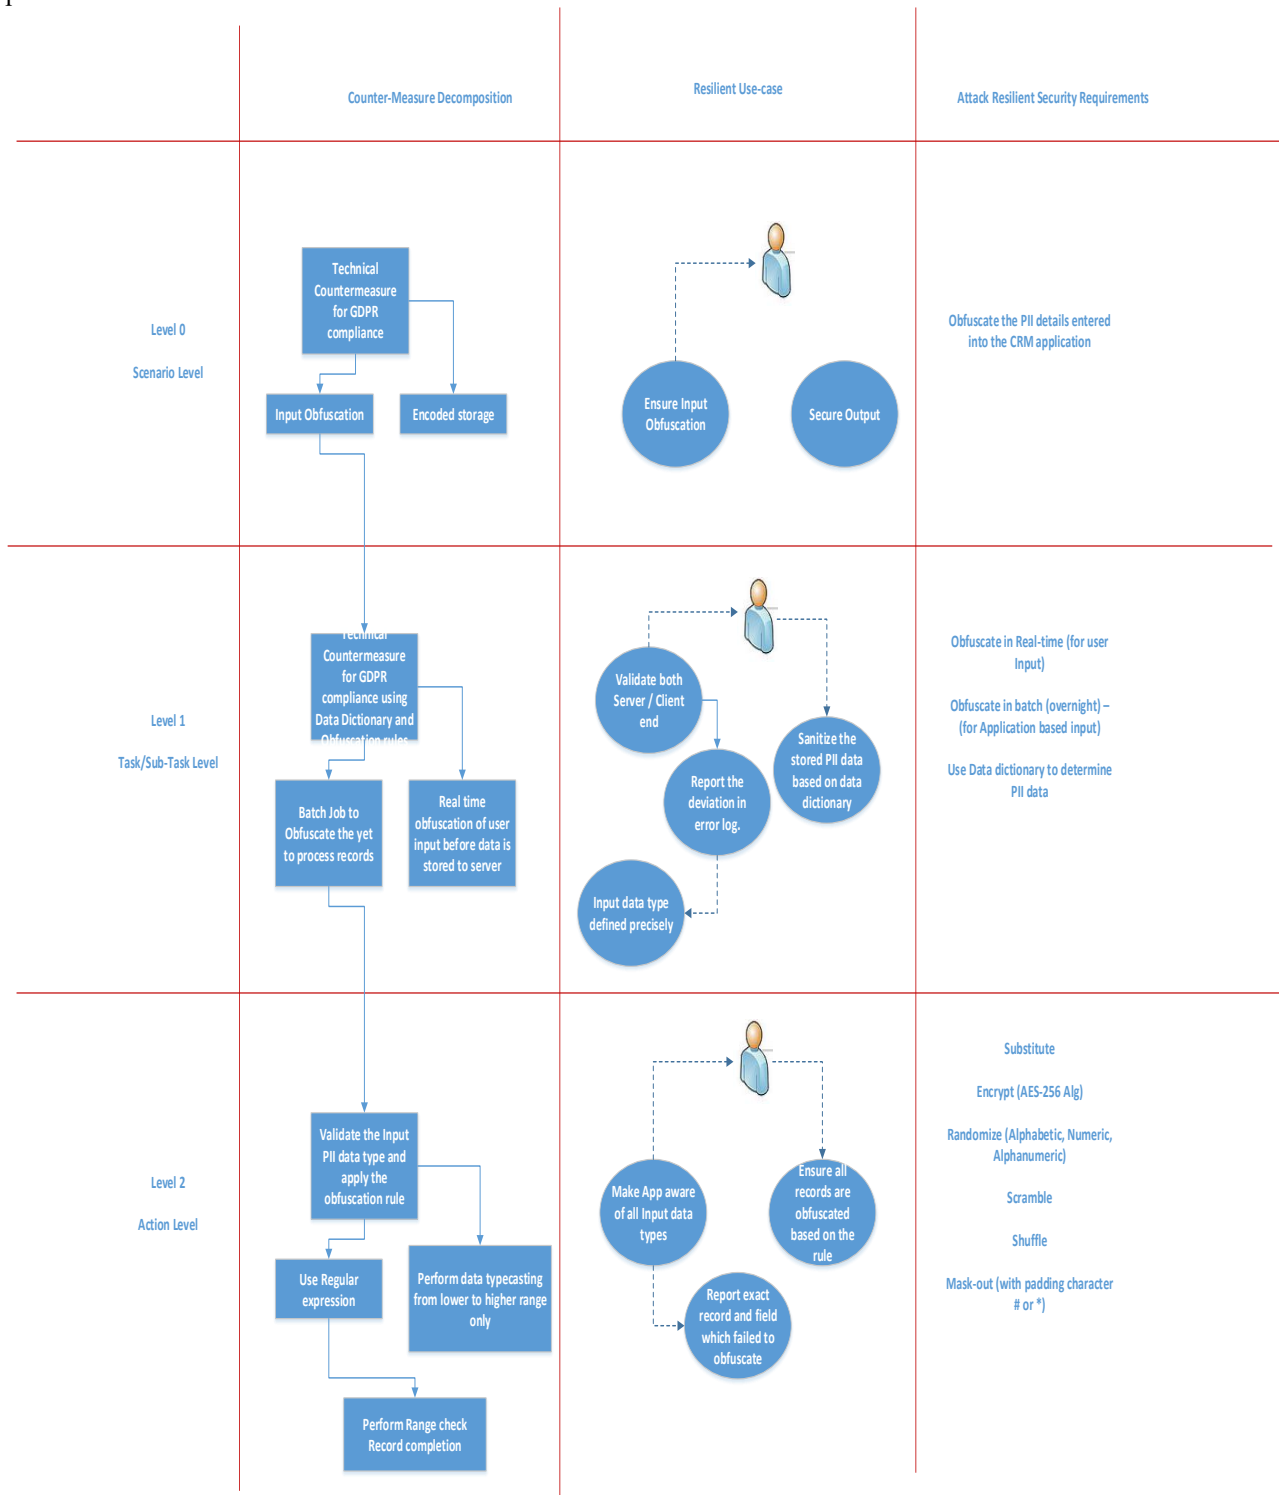 Counter-Measure Decomposition
Resilient Use-case
Attack Resilient Security Requirements
Level 0
Scenario Level
Technical
Countermeasure
for GDPR
compliance
Input Obfuscation
Encoded storage
Ensure Input
Obfuscation
Secure Output
Obfuscate the PII details entered
into the CRM application
Level 1
Task/Sub-Task Level
Technical
Countermeasure
for GDPR
compliance using
Data Dictionary and
Obfuscation rules
Batch Job to
Obfuscate the yet
to process records
Real time
obfuscation of user
input before data is
stored to server
Validate both
Server / Client
end
Report the
deviation in
error log.
Sanitize the
stored PII data
based on data
dictionary
Input data type
defined precisely
Obfuscate in Real-time (for user
Input)
Obfuscate in batch (overnight) –
(for Application based input)
Use Data dictionary to determine
PII data
Level 2
Action Level
Validate the Input
PII data type and
apply the
obfuscation rule
Use Regular
expression
Perform data typecasting
from lower to higher range
only
Perform Range check
Record completion
Make App aware
of all Input data
types
Ensure all
records are
obfuscated
based on the
rule
Report exact
record and field
which failed to
obfuscate
Substitute
Encrypt (AES-256 Alg)
Randomize (Alphabetic, Numeric,
Alphanumeric)
Scramble
Shuffle
Mask-out (with padding character
# or *)